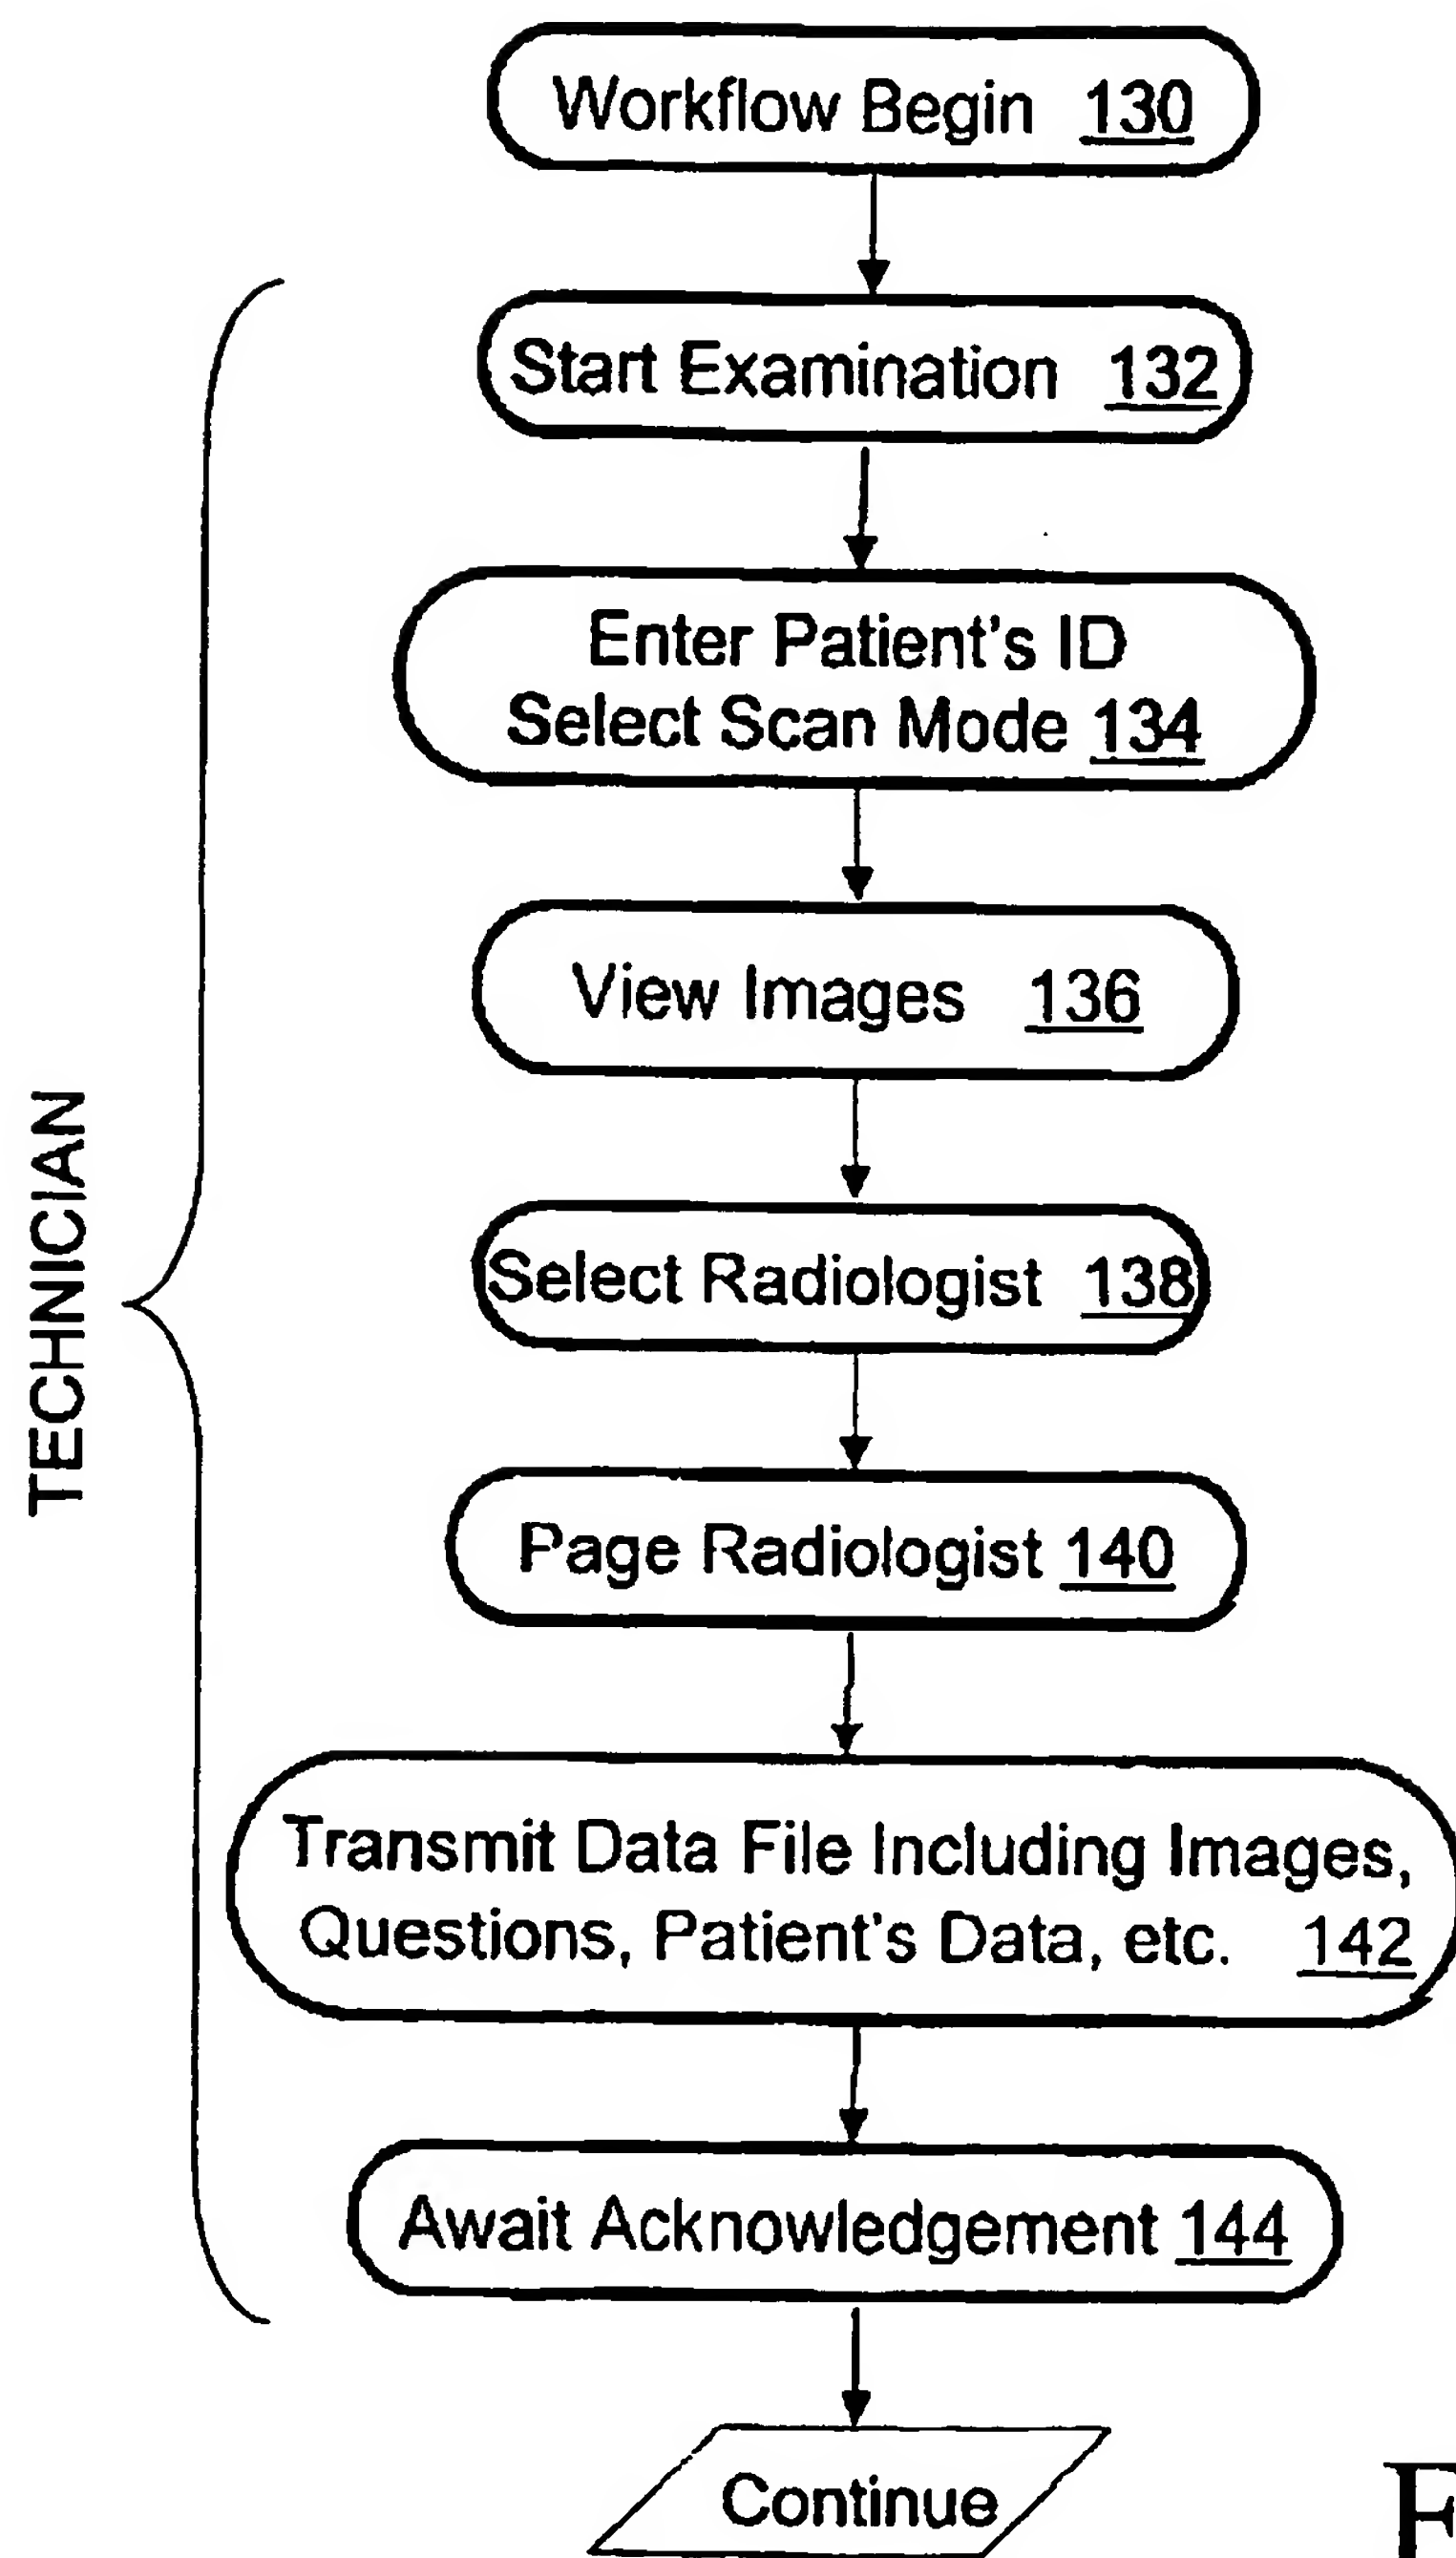 Workflow Begin 130
Start Examination 132
Enter Patient's ID
Select Scan Mode 134
View Images 136
Select Radiologist 138
Page Radiologist 140
Transmit Data File Including Images,
Questions, Patient's Data, etc. 142
Await Acknowledgement 144
Continue
TECHNICIAN